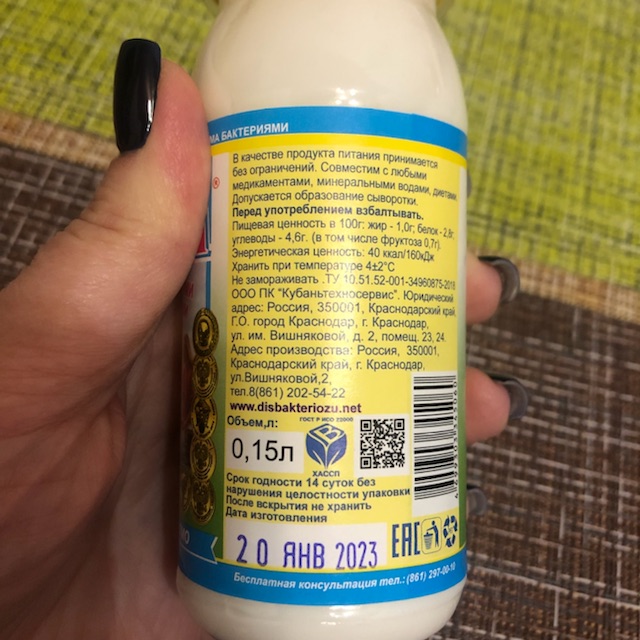 МА БАКТЕРИЯМИ
®
В качестве продукта питания принимается
без ограничений. Совместим с любыми
медикаментами, минеральными водами, диетами.
Допускается образование сыворотки.
Перед употреблением взбалтывать.
Пищевая ценность в 100г: жир - 1,0г; белок - 2,8г;
углеводы - 4,6г. (в том числе фруктоза 0,7г).
Энергетическая ценность: 40 ккал/160кДж
Хранить при температуре 4±2°С
Не замораживать .ТУ 10.51.52-001-34960875-2018
ООО ПК "Кубаньтехносервис". Юридический
адрес: Россия, 350001, Краснодарский край,
Г.О. город Краснодар, г. Краснодар,
ул. им. Вишняковой, д. 2, помещ. 23, 24.
Адрес производства: Россия, 350001,
Краснодарский край, г. Краснодар,
ул.Вишняковой,2,
тел.8(861) 202-54-22
www.disbakteriozu.net
Объем,л:
0,15л
ГОСТ Р ИСО 22000
ХАССП
Срок годности 14 суток без
нарушения целостности упаковки
После вскрытия не хранить
Дата изготовления
20 ЯНВ 2023
ЕАС
Бесплатная консультация тел.: (861) 297-00-10